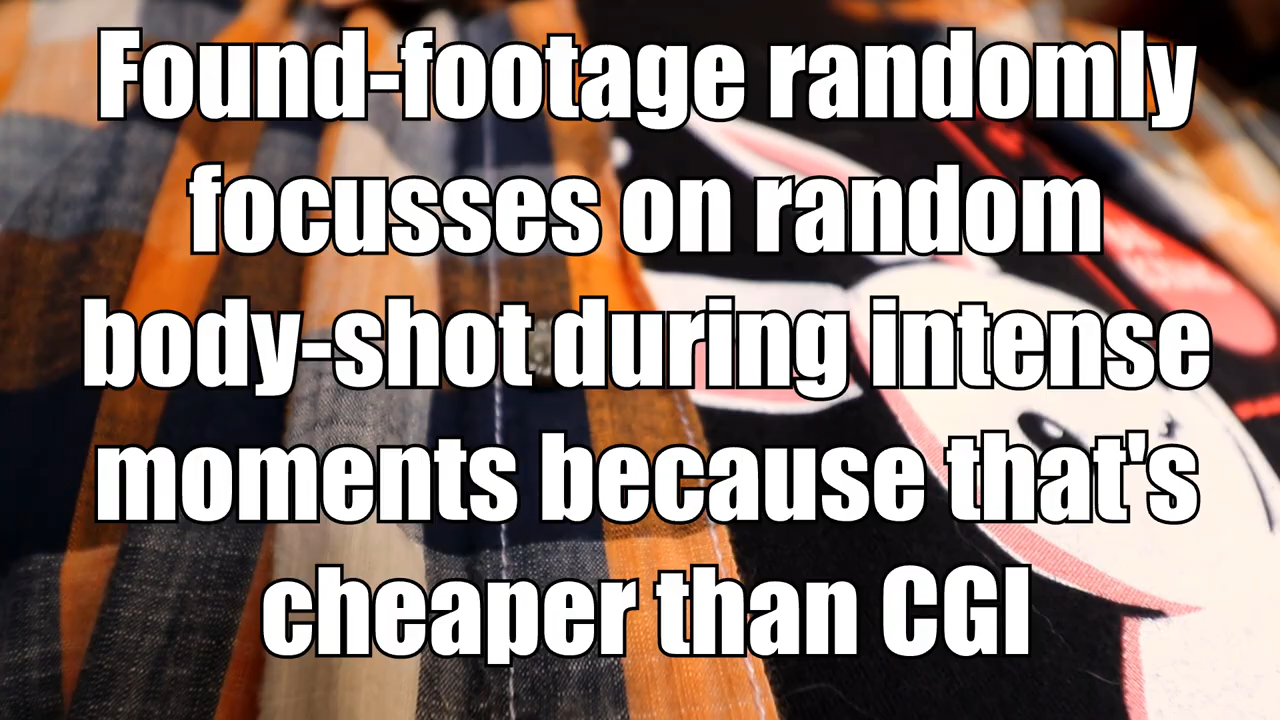 Found-footage randomly
focusses on random
body-shot during intense
moments because that's
cheaper than CGI